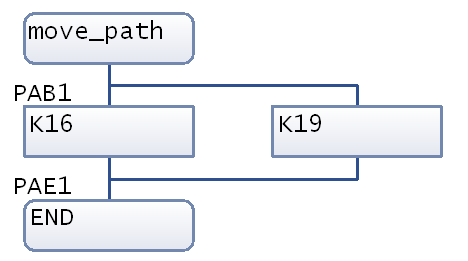 move_path
PAB1
K16
K19
PAE1
END